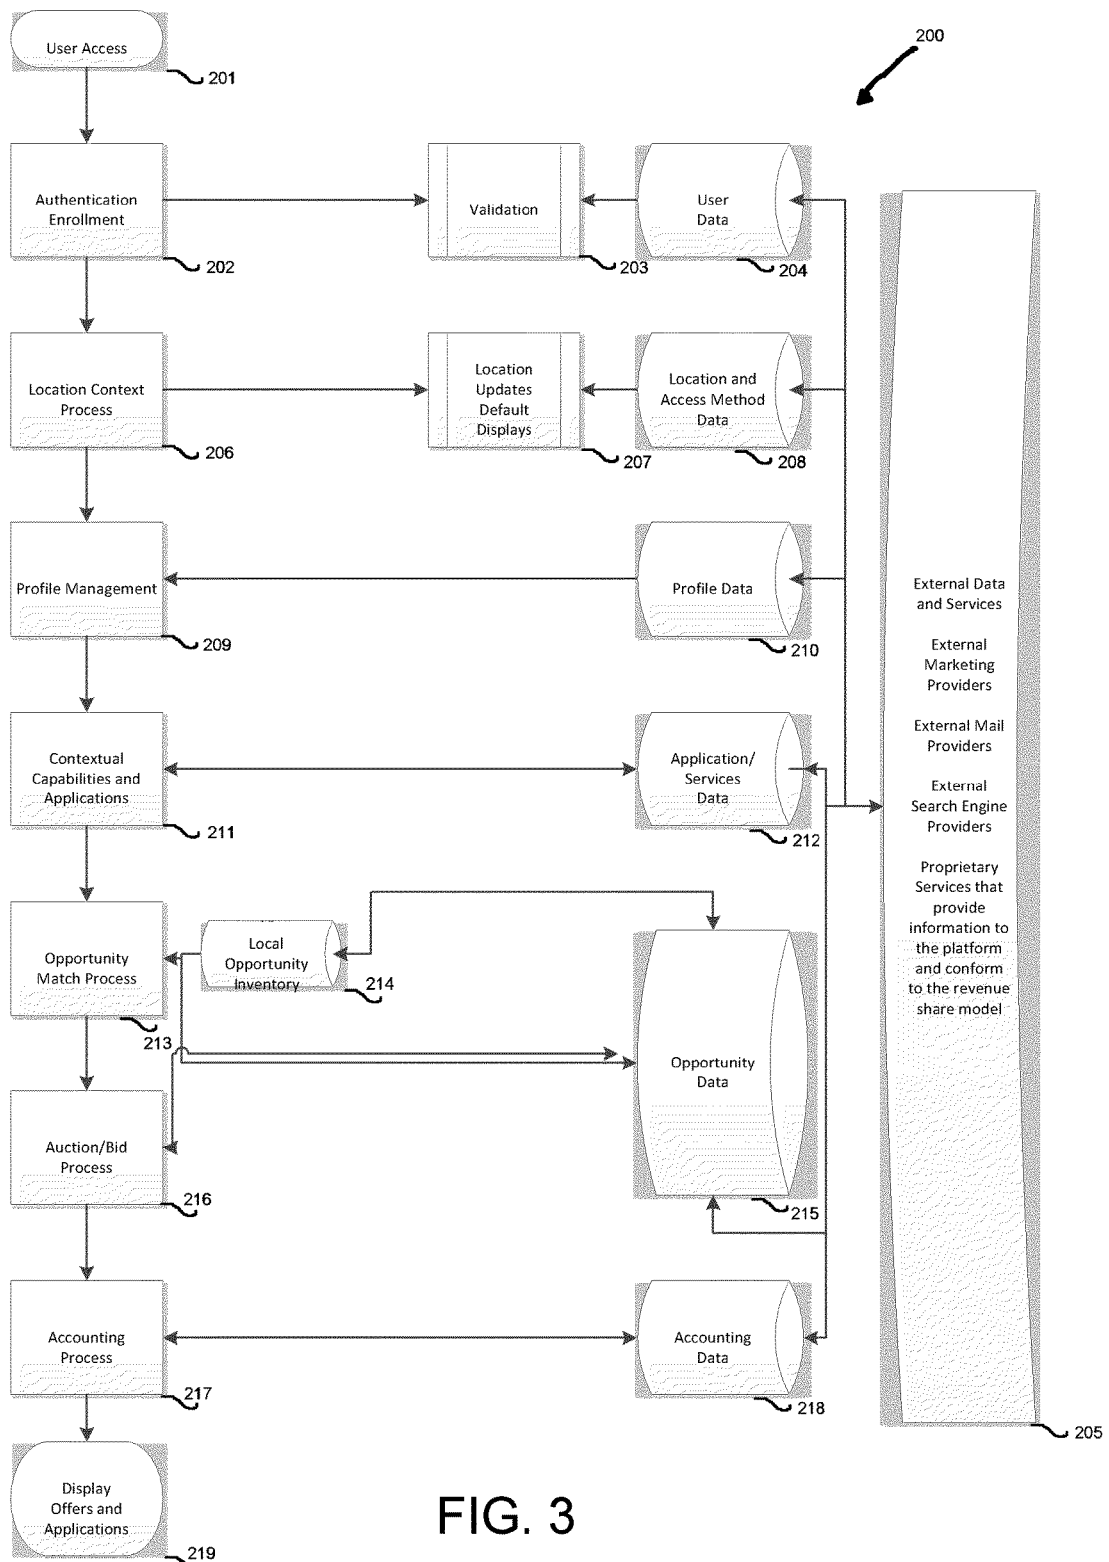 User Access
200
201
Authentication
Enrollment
202
Validation
203
User
Data
204
Location Context
Process
206
Location
Updates
Default
Displays
207
Location and
Access Method
Data
208
Profile Management
209
Profile Data
210
External Data
and Services
External
Marketing
Providers
External Mail
Providers
External
Search Engine
Providers
Proprietary
Services that
provide
information to
the platform
and conform
to the revenue
share model
205
Contextual
Capabilities and
Applications
211
Application/
Services
Data
212
Opportunity
Match Process
213
Local
Opportunity
Inventory
214
Opportunity
Data
215
Auction/Bid
Process
216
Accounting
Process
217
Accounting
Data
218
Display
Offers and
Applications
219
FIG. 3